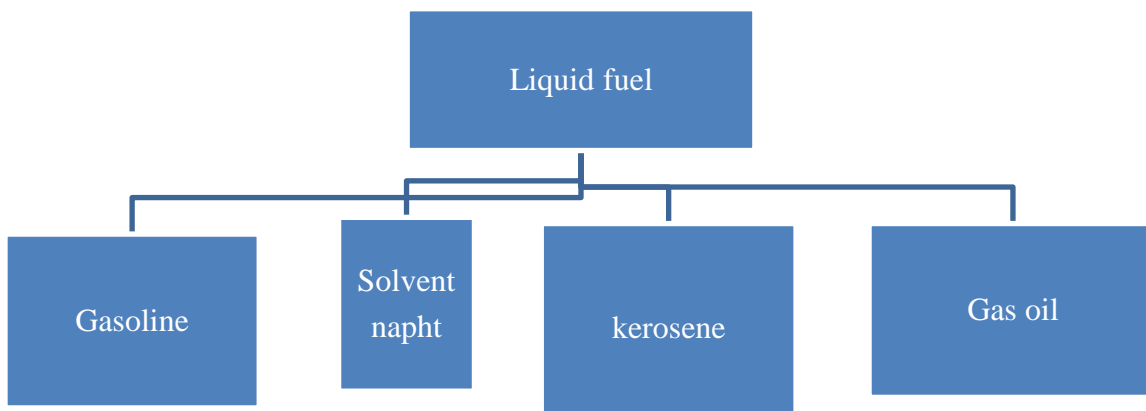 Liquid fuel
Gasoline
Solvent
napht
kerosene
Gas oil